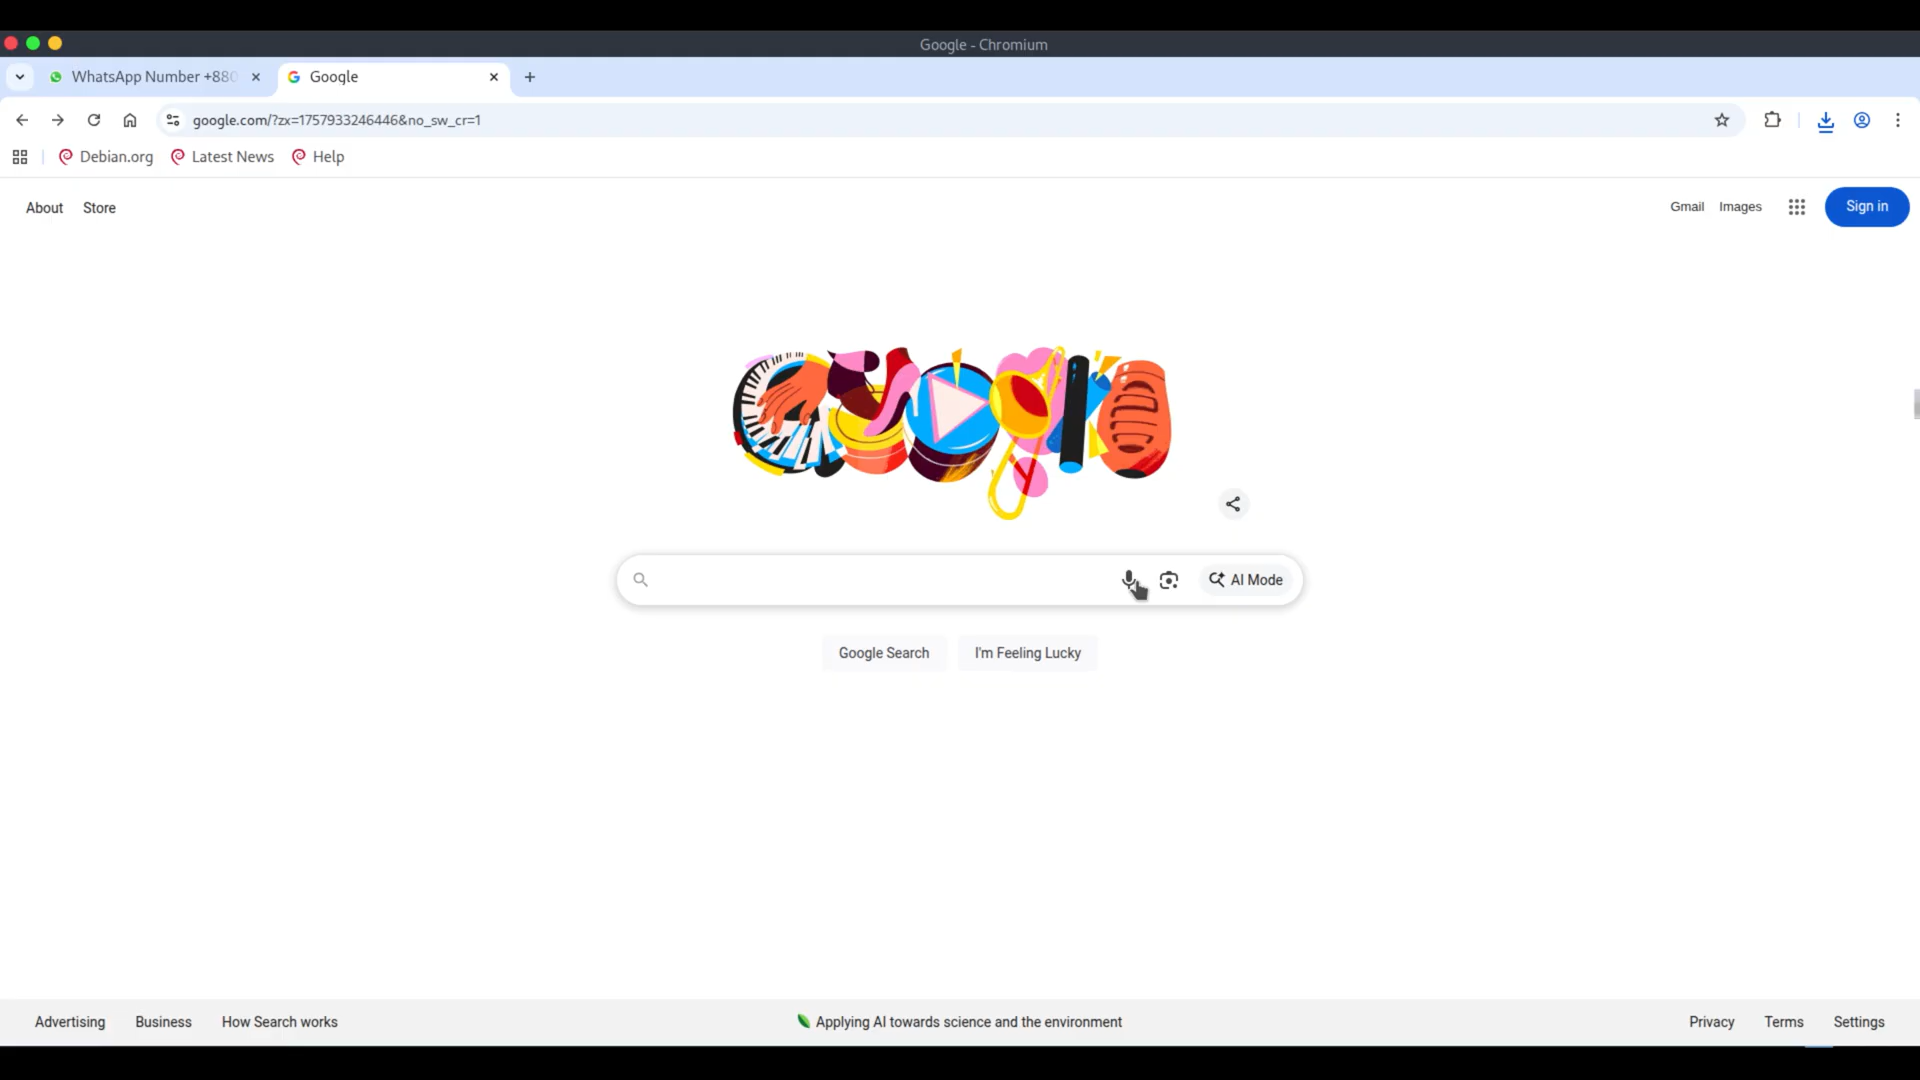 Google - Chromium
WhatsApp Number +880
Google
google.com/?zx=1757933246446&no_sw_cr=1
Debian.org
Latest News
Help
About
Store
Gmail
Images
Sign in
AI Mode
Google Search
I'm Feeling Lucky
Advertising
Business
How Search works
Applying AI towards science and the environment
Privacy
Terms
Settings